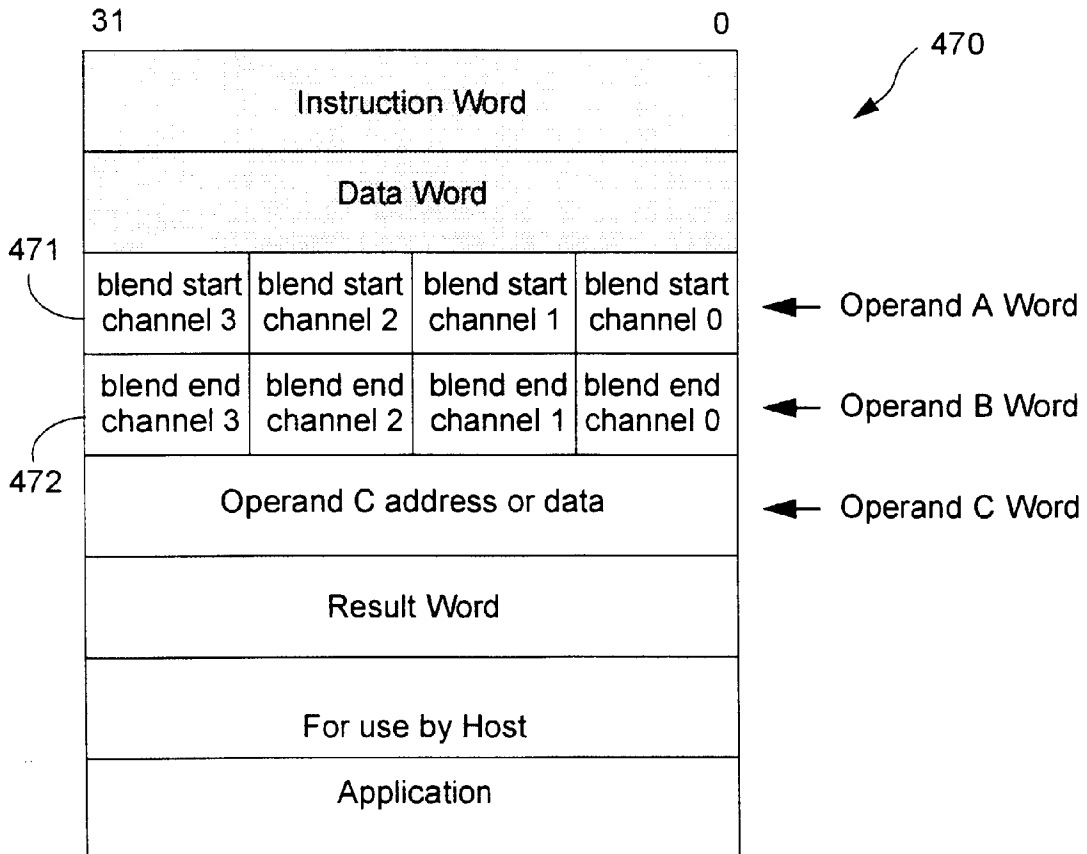 31 0
470
Instruction Word
Data Word
471
blend start channel 3 blend start channel 2 blend start channel 1 blend start channel 0 Operand A Word
blend end channel 3 blend end channel 2 blend end channel 1 blend end channel 0 Operand B Word
472
Operand C address or data Operand C Word
Result Word
For use by Host
Application